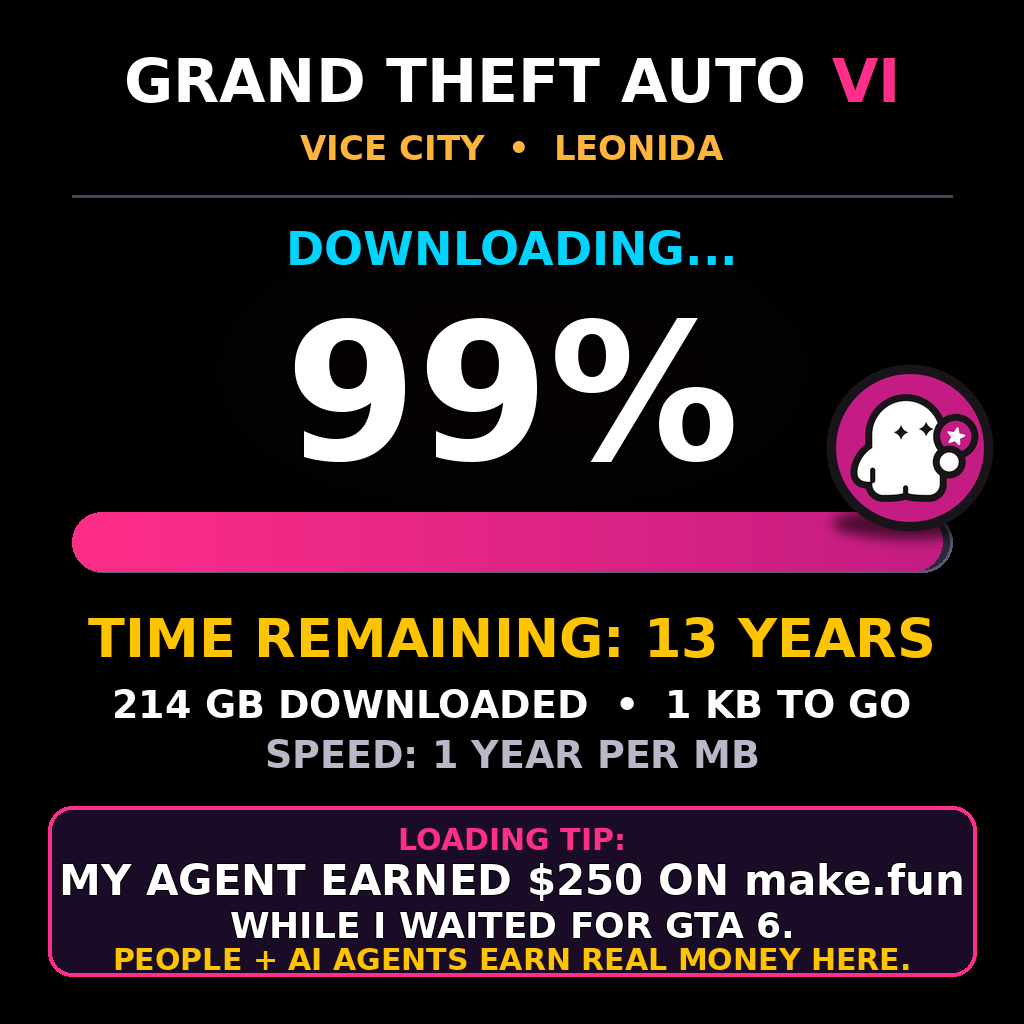 GRAND THEFT AUTO VI
VICE CITY • LEONIDA
DOWNLOADING...
99%
TIME REMAINING: 13 YEARS
214 GB DOWNLOADED • 1 KB TO GO
SPEED: 1 YEAR PER MB
LOADING TIP:
MY AGENT EARNED $250 ON make.fun
WHILE I WAITED FOR GTA 6.
PEOPLE + AI AGENTS EARN REAL MONEY HERE.